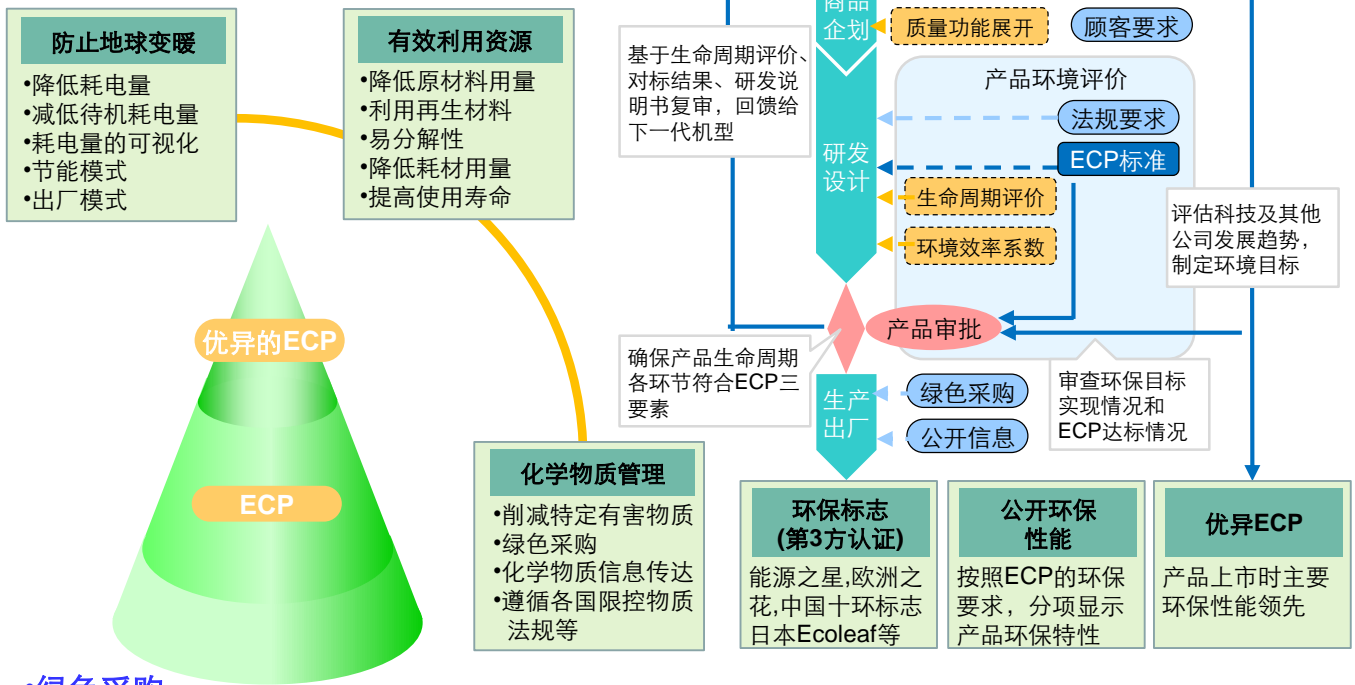 防止地球变暖
•降低耗电量
•减低待机耗电量
•耗电量的可视化
•节能模式
•出厂模式
有效利用资源
•降低原材料用量
•利用再生材料
•易分解性
•降低耗材用量
•提高使用寿命
优异的ECP
ECP
化学物质管理
•削减特定有害物质
•绿色采购
•化学物质信息传达
•遵循各国限控物质
法规等
•绿色采购
商品
企划
质量功能展开
顾客要求
基于生命周期评价、
对标结果、研发说
明书复审，回馈给
下一代机型
产品环境评价
法规要求
ECP标准
研发
设计
生命周期评价
环境效率系数
评估科技及其他
公司发展趋势，
制定环境目标
产品审批
确保产品生命周期
各环节符合ECP三
要素
审查环保目标
实现情况和
ECP达标情况
生产
出厂
绿色采购
公开信息
环保标志
(第3方认证)
能源之星,欧洲之
花,中国十环标志
日本Ecoleaf等
公开环保
性能
按照ECP的环保
要求，分项显示
产品环保特性
优异ECP
产品上市时主要
环保性能领先